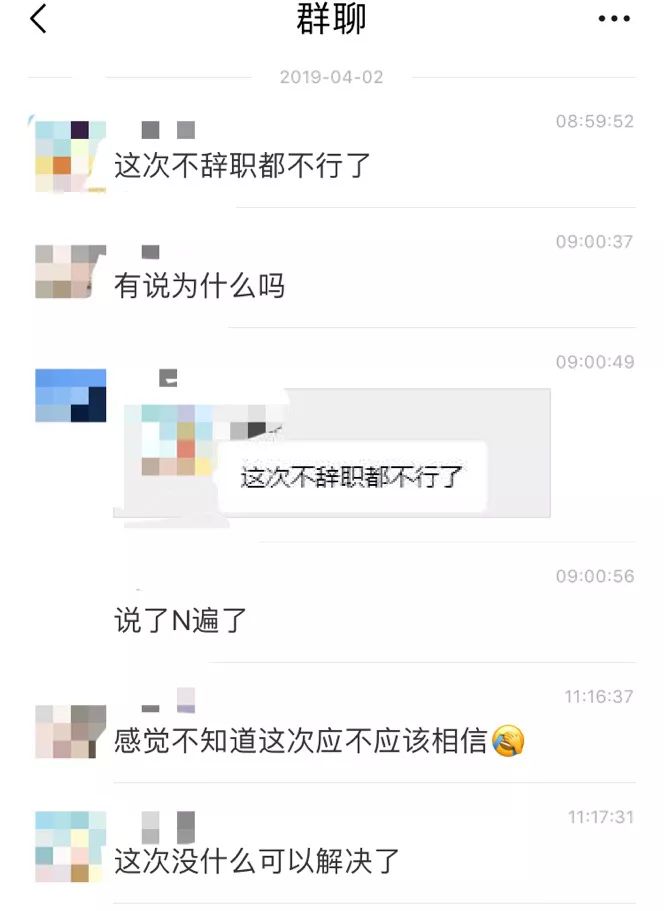 群聊
2019-04-02
08:59:52
这次不辞职都不行了
09:00:37
有说为什么吗
09:00:49
这次不辞职都不行了
09:00:56
说了N遍了
11:16:37
感觉不知道这次应不应该相信🤦
11:17:31
这次没什么可以解决了